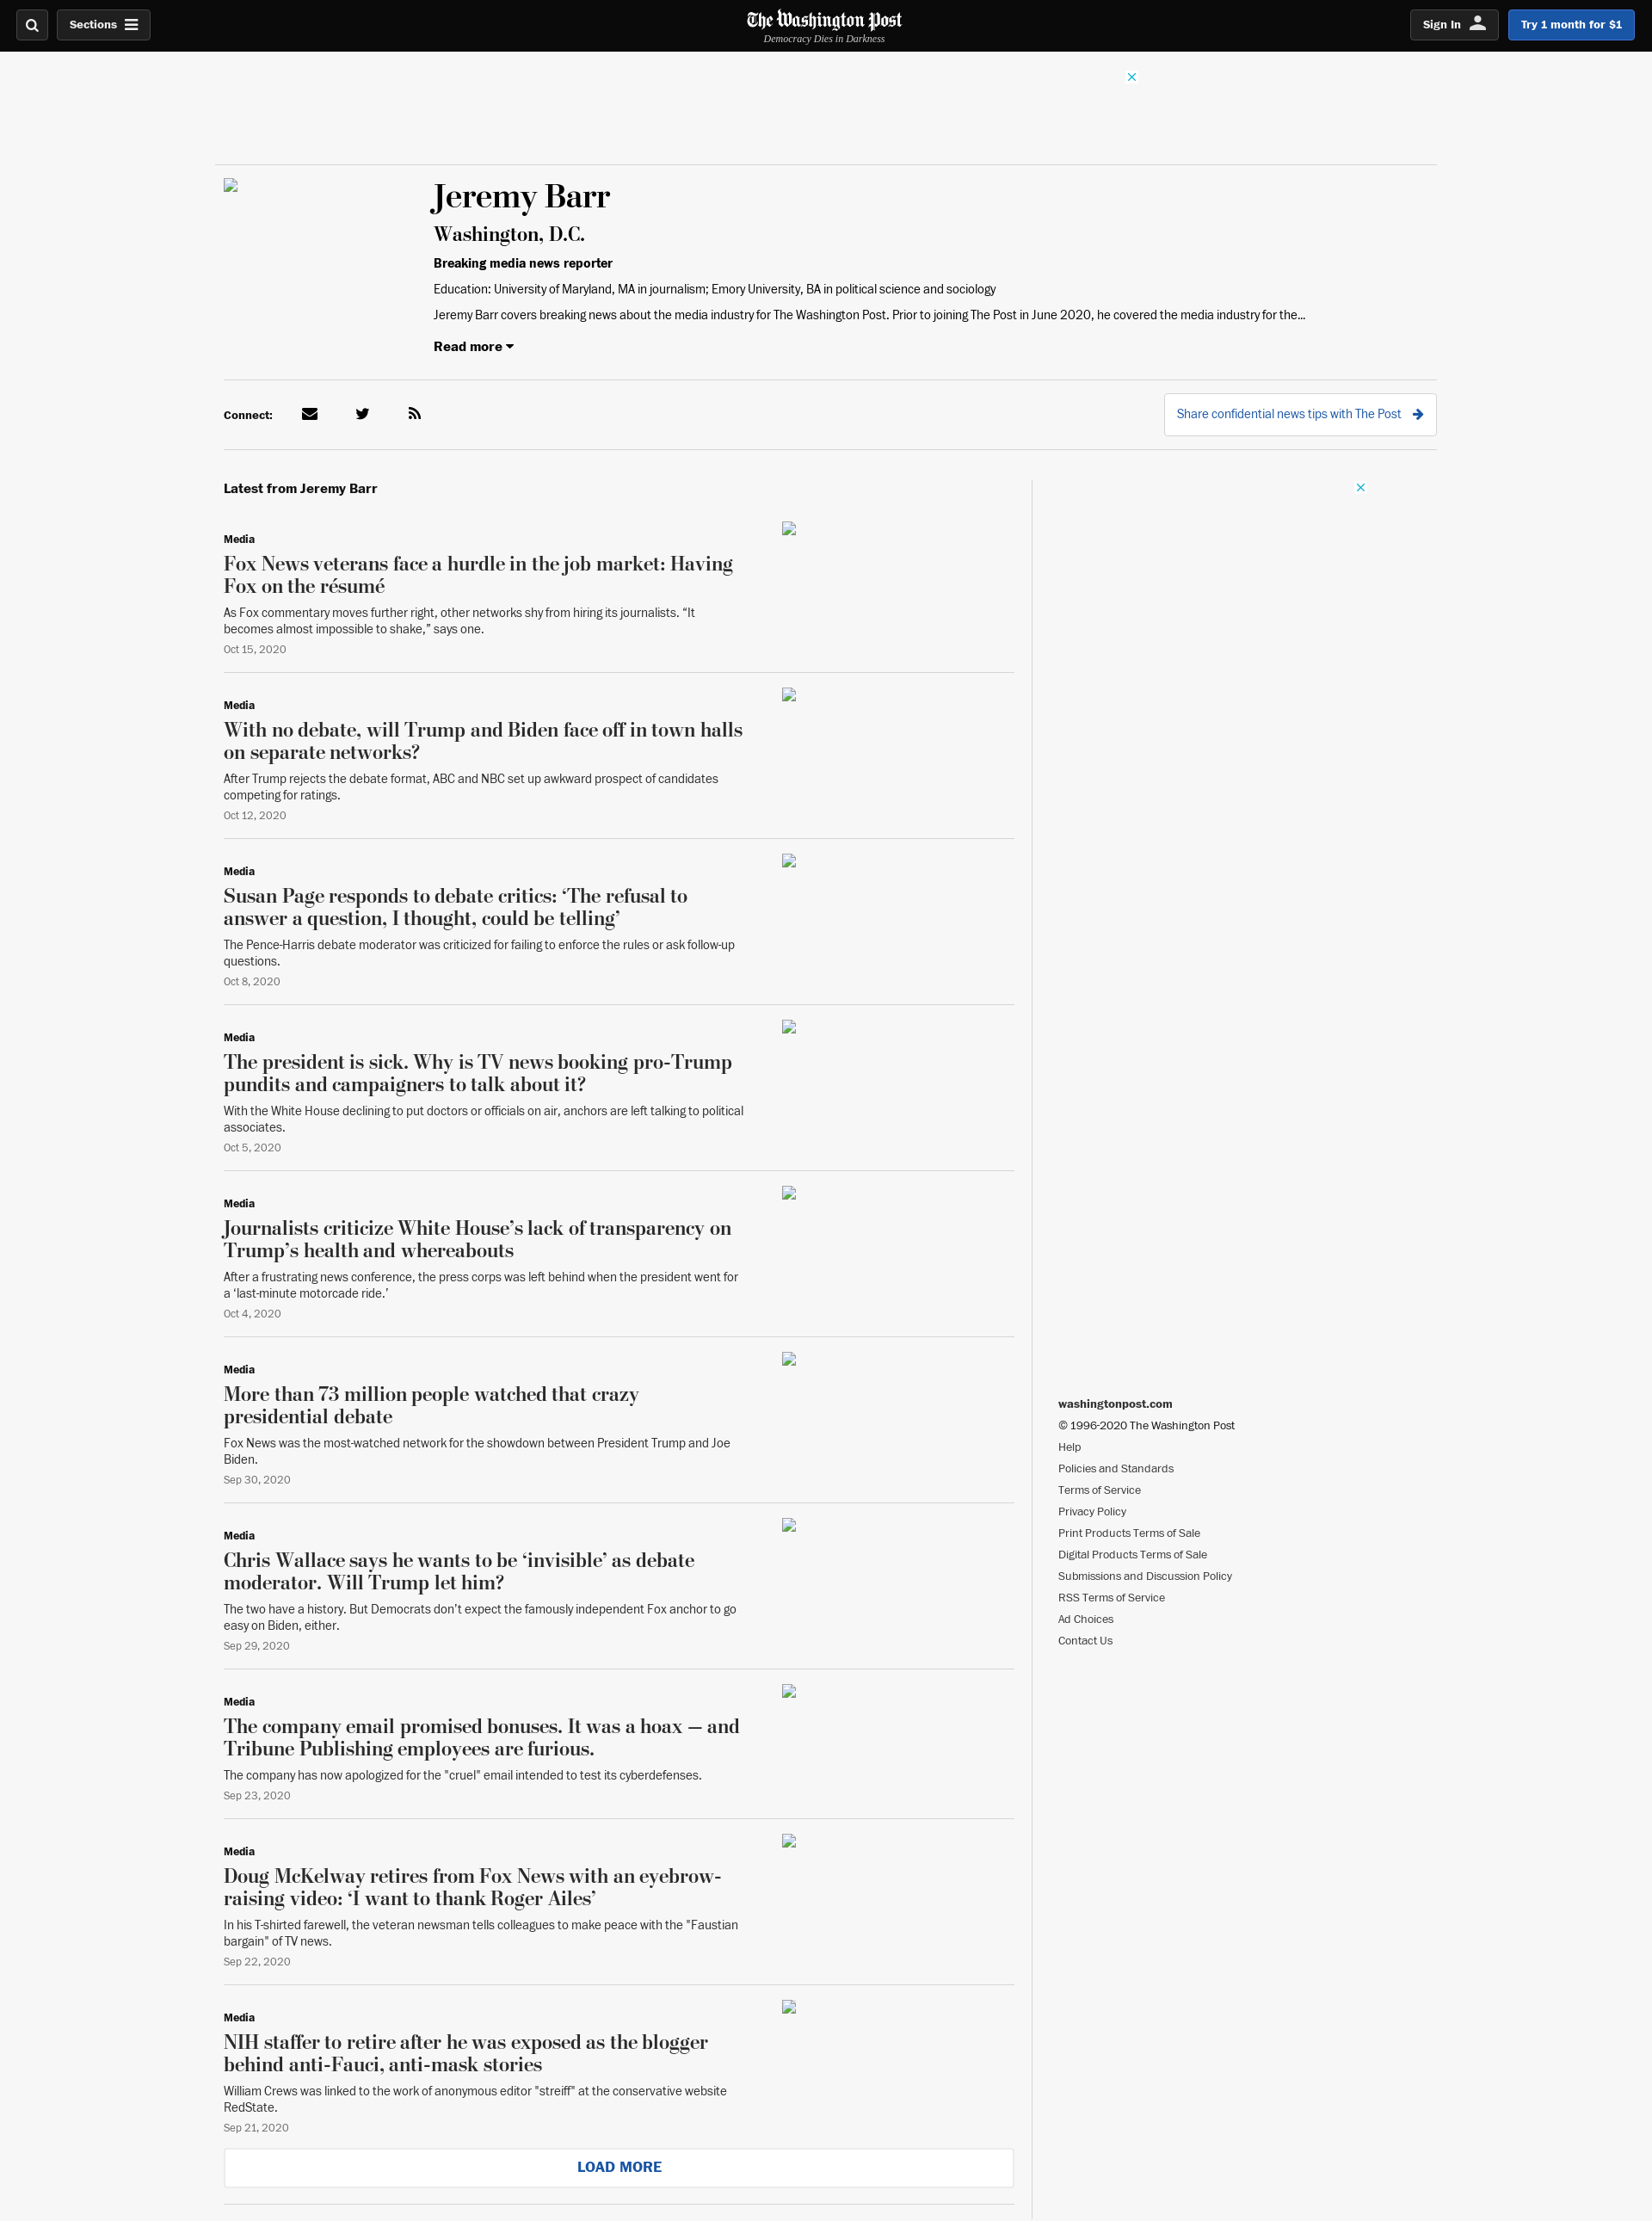 Sections
The Washington Post
Democracy Dies in Darkness
Sign In
Try 1 month for $1
Jeremy Barr
Washington, D.C.
Breaking media news reporter
Education: University of Maryland, MA in journalism; Emory University, BA in political science and sociology
Jeremy Barr covers breaking news about the media industry for The Washington Post. Prior to joining The Post in June 2020, he covered the media industry for the...
Read more
Connect:
Share confidential news tips with The Post
Latest from Jeremy Barr
Media
Fox News veterans face a hurdle in the job market: Having
Fox on the résumé
As Fox commentary moves further right, other networks shy from hiring its journalists. “It
becomes almost impossible to shake,” says one.
Oct 15, 2020
Media
With no debate, will Trump and Biden face off in town halls
on separate networks?
After Trump rejects the debate format, ABC and NBC set up awkward prospect of candidates
competing for ratings.
Oct 12, 2020
Media
Susan Page responds to debate critics: ‘The refusal to
answer a question, I thought, could be telling’
The Pence-Harris debate moderator was criticized for failing to enforce the rules or ask follow-up
questions.
Oct 8, 2020
Media
The president is sick. Why is TV news booking pro-Trump
pundits and campaigners to talk about it?
With the White House declining to put doctors or officials on air, anchors are left talking to political
associates.
Oct 5, 2020
Media
Journalists criticize White House’s lack of transparency on
Trump’s health and whereabouts
After a frustrating news conference, the press corps was left behind when the president went for
a ‘last-minute motorcade ride.’
Oct 4, 2020
Media
More than 73 million people watched that crazy
presidential debate
Fox News was the most-watched network for the showdown between President Trump and Joe
Biden.
Sep 30, 2020
Media
Chris Wallace says he wants to be ‘invisible’ as debate
moderator. Will Trump let him?
The two have a history. But Democrats don’t expect the famously independent Fox anchor to go
easy on Biden, either.
Sep 29, 2020
Media
The company email promised bonuses. It was a hoax — and
Tribune Publishing employees are furious.
The company has now apologized for the "cruel" email intended to test its cyberdefenses.
Sep 23, 2020
Media
Doug McKelway retires from Fox News with an eyebrow-
raising video: ‘I want to thank Roger Ailes’
In his T-shirted farewell, the veteran newsman tells colleagues to make peace with the "Faustian
bargain" of TV news.
Sep 22, 2020
Media
NIH staffer to retire after he was exposed as the blogger
behind anti-Fauci, anti-mask stories
William Crews was linked to the work of anonymous editor "streiff" at the conservative website
RedState.
Sep 21, 2020
LOAD MORE
washingtonpost.com
© 1996-2020 The Washington Post
Help
Policies and Standards
Terms of Service
Privacy Policy
Print Products Terms of Sale
Digital Products Terms of Sale
Submissions and Discussion Policy
RSS Terms of Service
Ad Choices
Contact Us